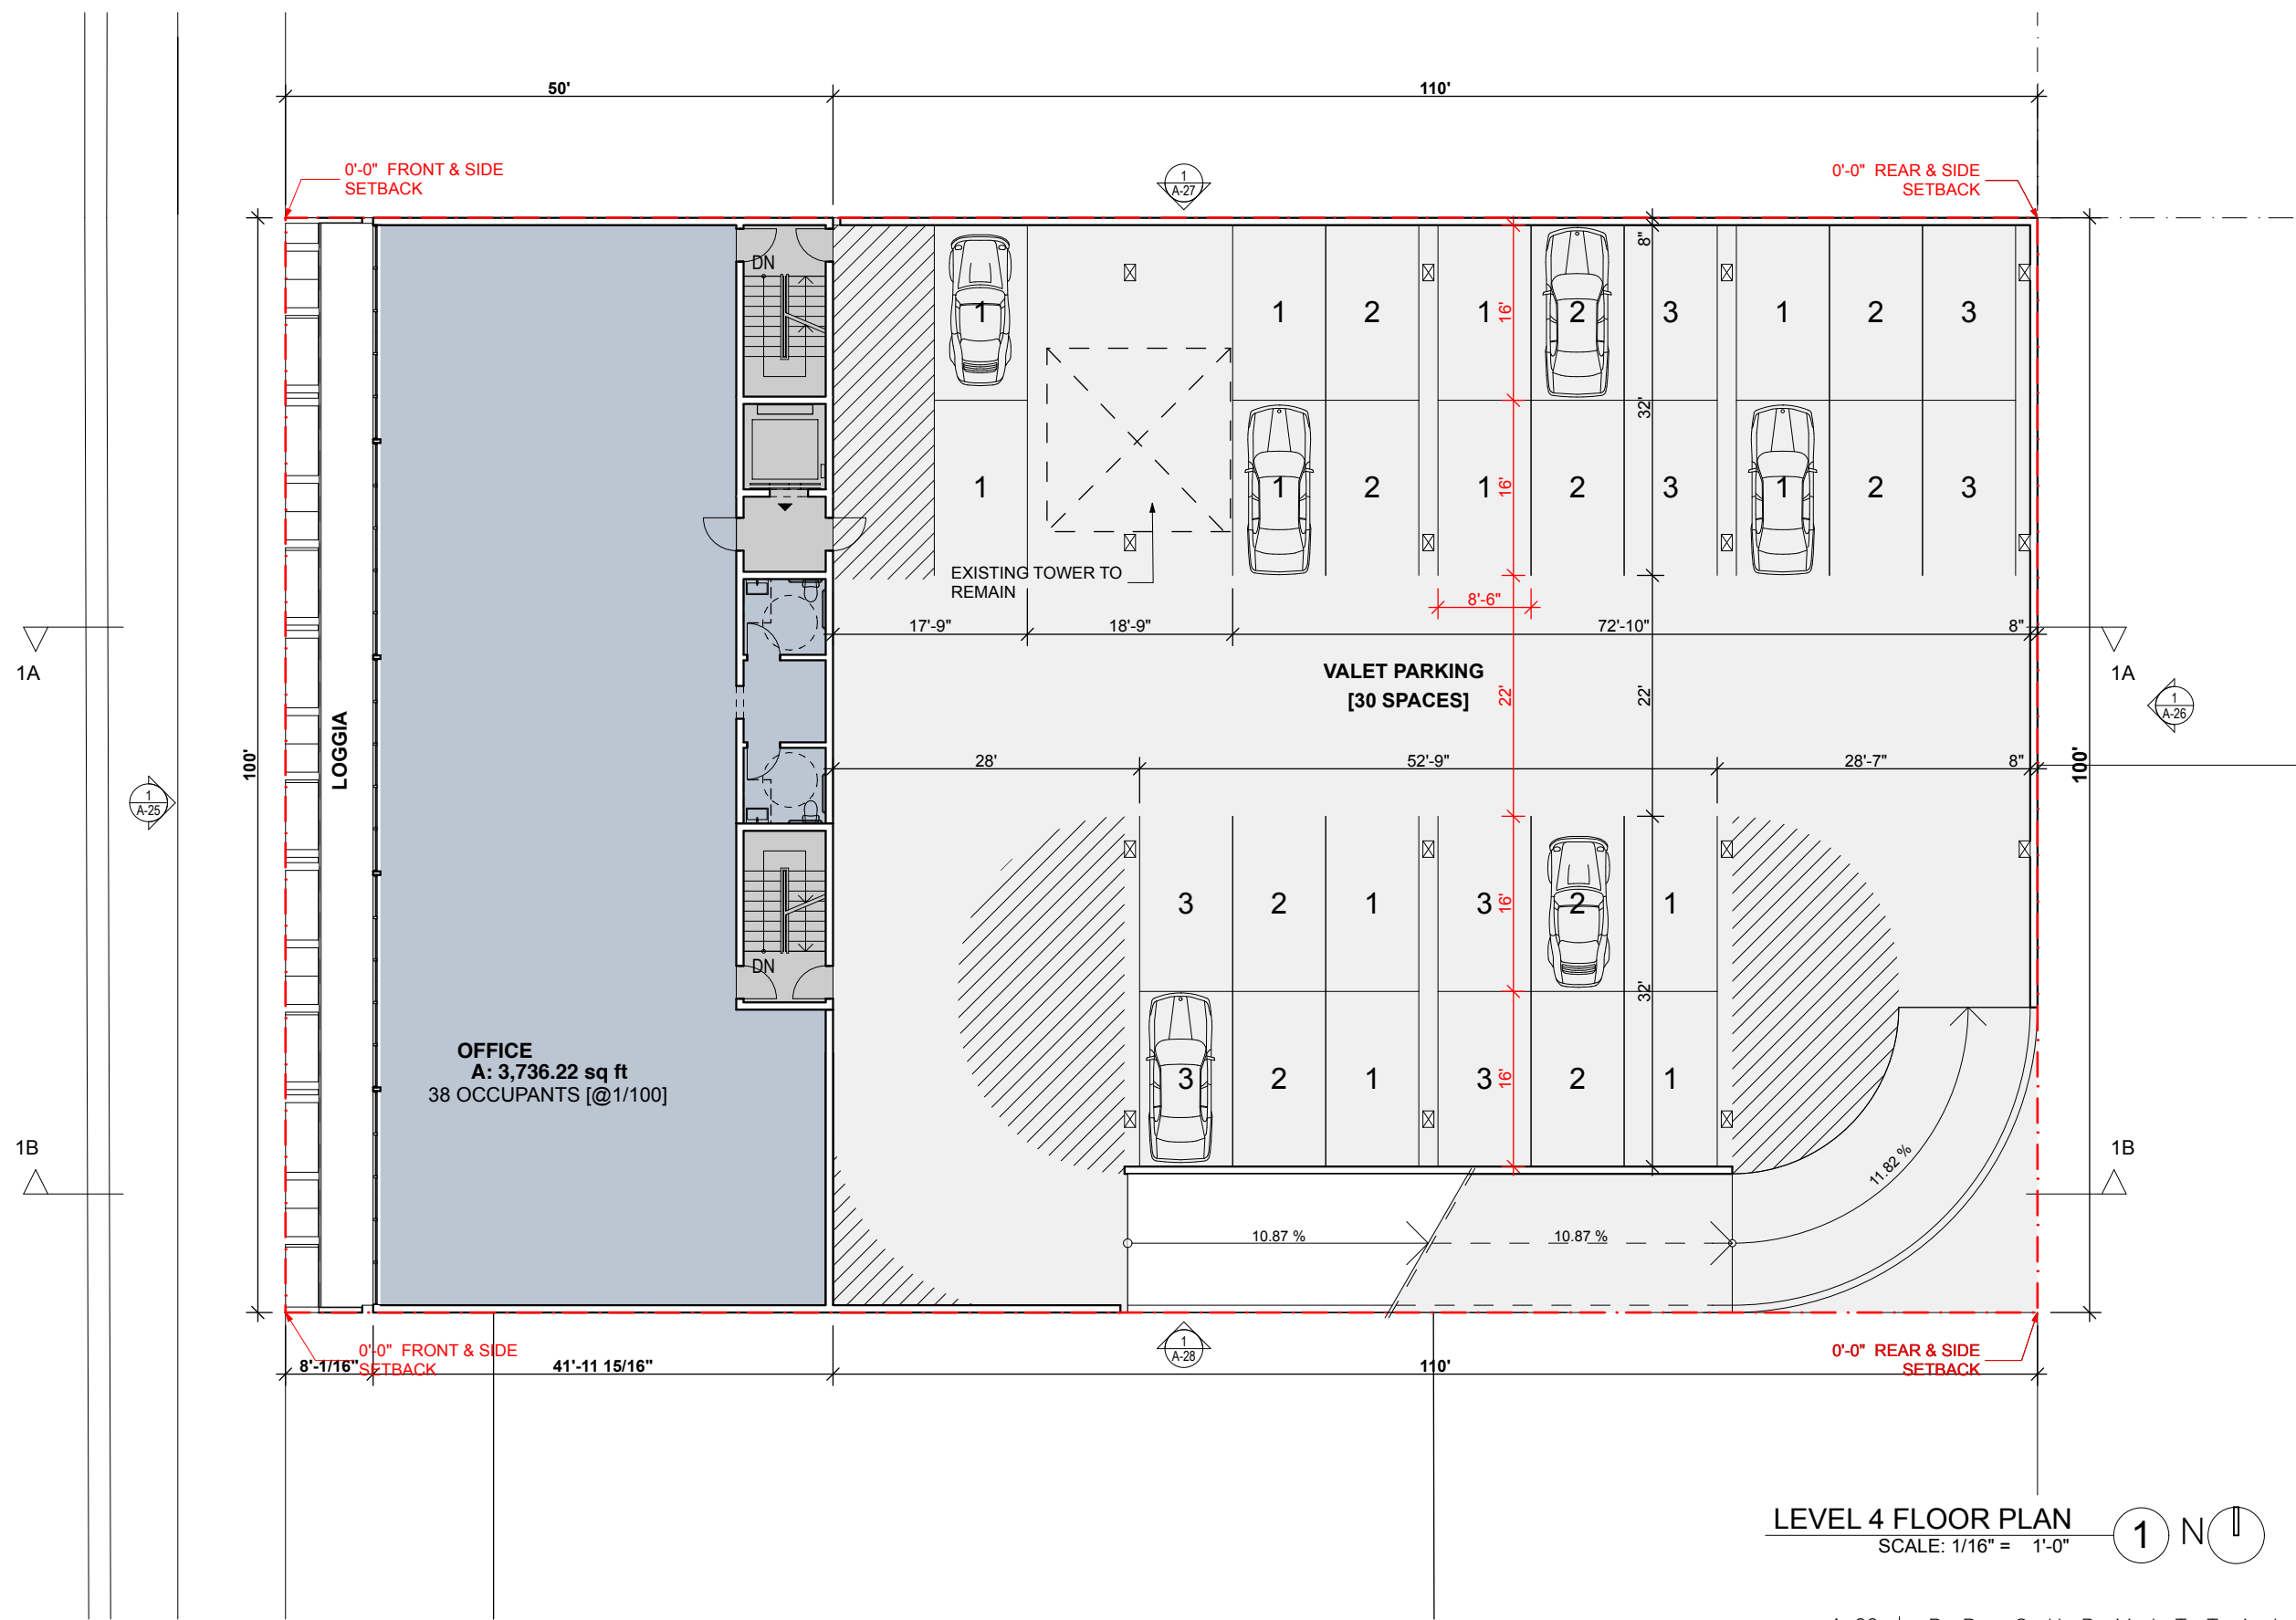 50'
110'
0'-0" FRONT & SIDE
SETBACK
1
A-27
0'-0" REAR & SIDE
SETBACK
DN
8"
1
1
2
1
16'
2
3
1
2
3
32'
1
1
2
1
16'
2
3
1
2
3
EXISTING TOWER TO
REMAIN
8'-6"
17'-9"
18'-9"
72'-10"
8"
1A
1A
VALET PARKING
[30 SPACES]
22'
22'
1
A-26
LOGGIA
100'
100'
28'
52'-9"
28'-7"
8"
1
A-25
3
2
1
3
16'
2
1
DN
32'
OFFICE
A: 3,736.22 sq ft
38 OCCUPANTS [@1/100]
3
2
1
3
16'
2
1
1B
1B
11.82 %
10.87 %
10.87 %
0'-0" FRONT & SIDE
SETBACK
8'-1/16"
41'-11 15/16"
1
A-28
110'
0'-0" REAR & SIDE
SETBACK
LEVEL 4 FLOOR PLAN
SCALE: 1/16" = 1'-0"
1
N